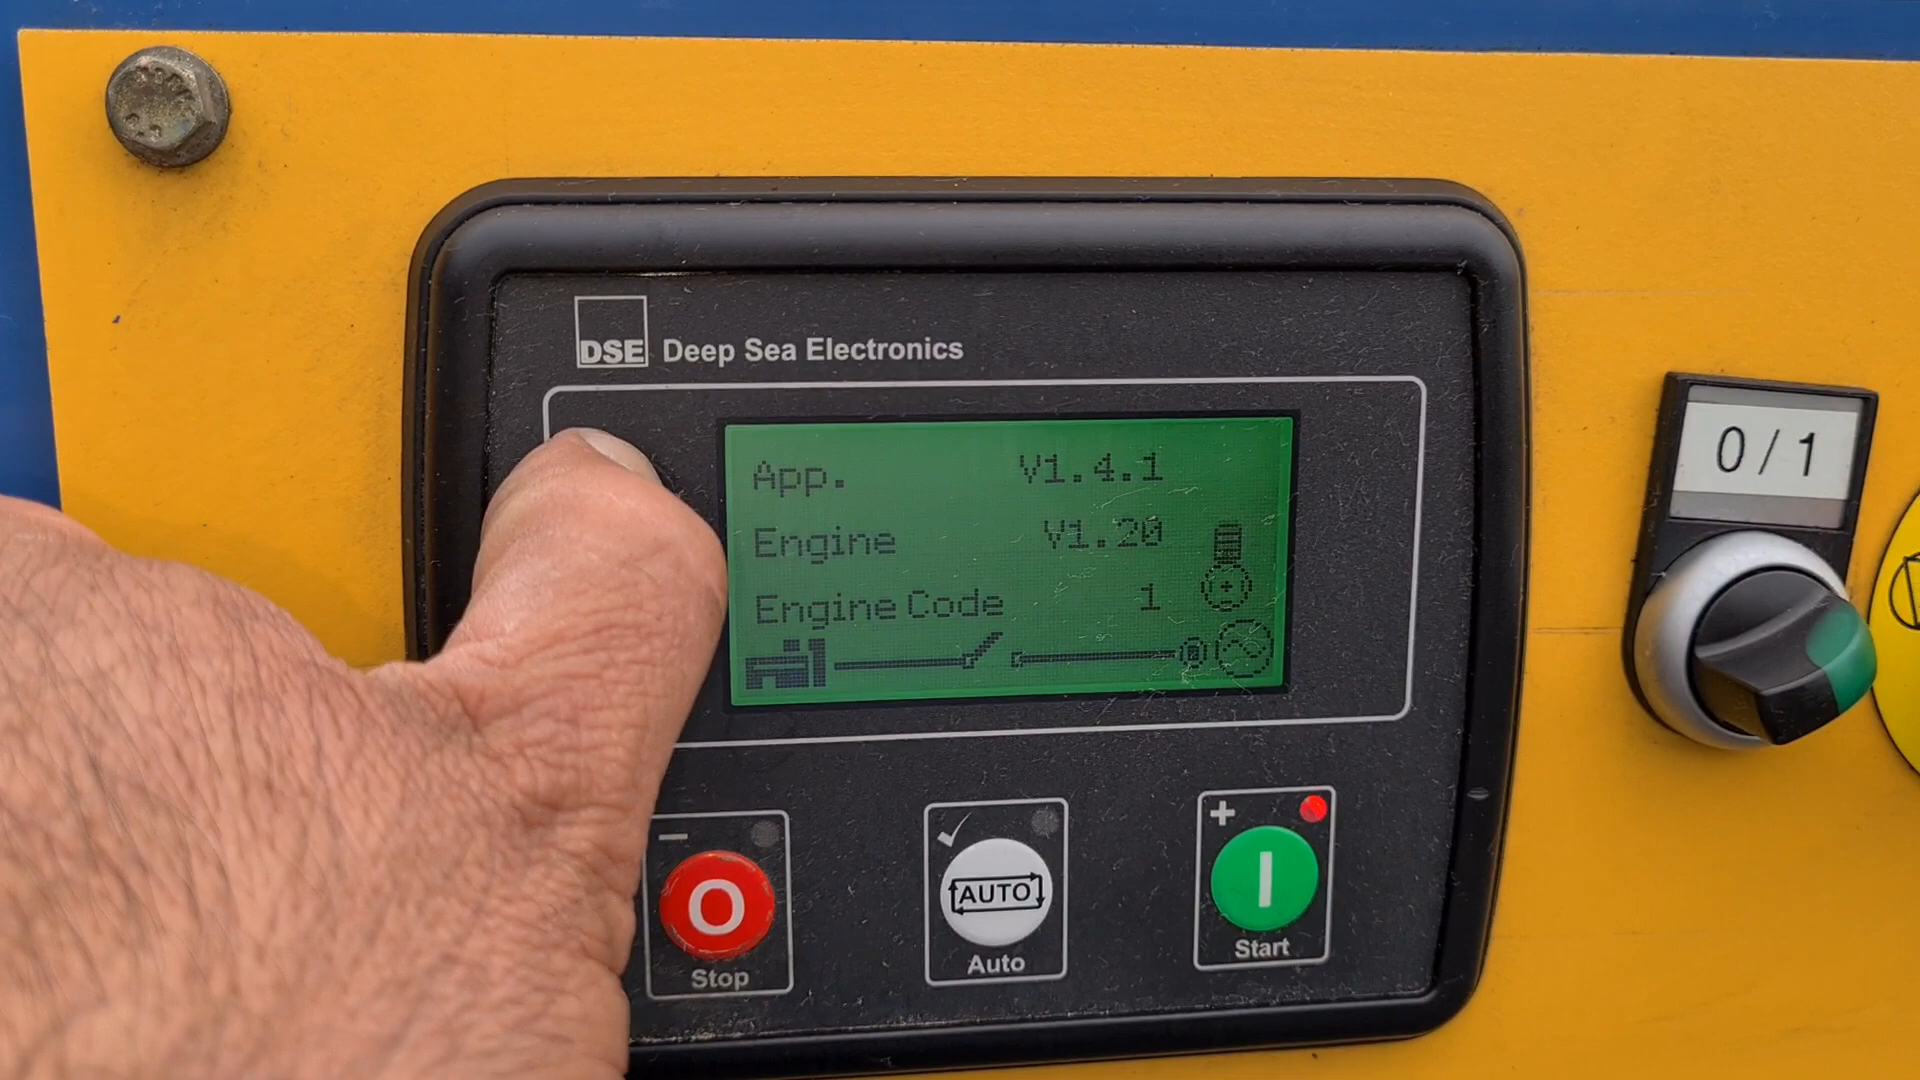 DSE Deep Sea Electronics
App. V1.4.1
Engine V1.20
Engine Code 1
0 / 1
O
Stop
AUTO
Auto
I
Start